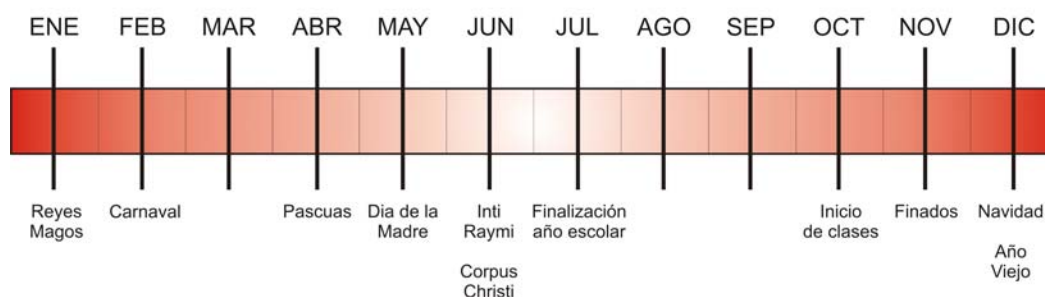 ENE FEB MAR ABR MAY JUN JUL AGO SEP OCT NOV DIC
Reyes
Magos
Carnaval
Pascuas
Dia de la
Madre
Inti
Raymi
Corpus
Christi
Finalización
año escolar
Inicio
de clases
Finados
Navidad
Año
Viejo